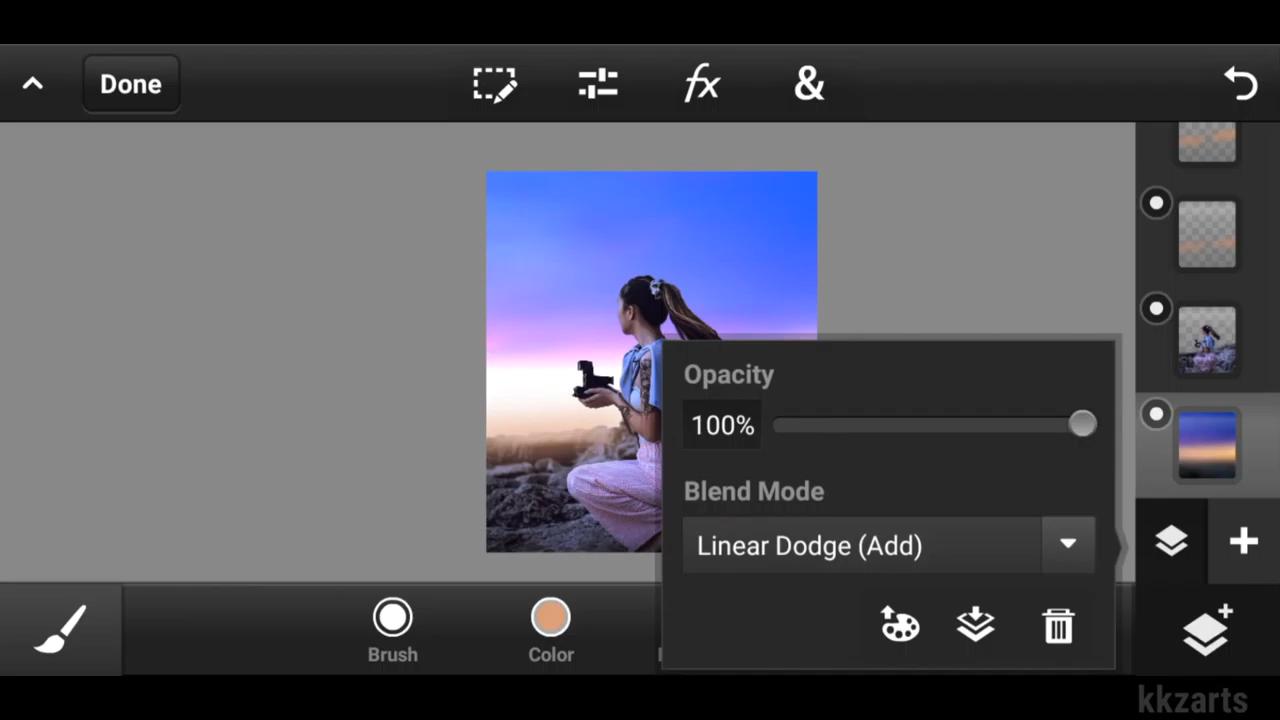 Done
fx
&
Opacity
100%
Blend Mode
Linear Dodge (Add)
Brush
Color
kkzarts